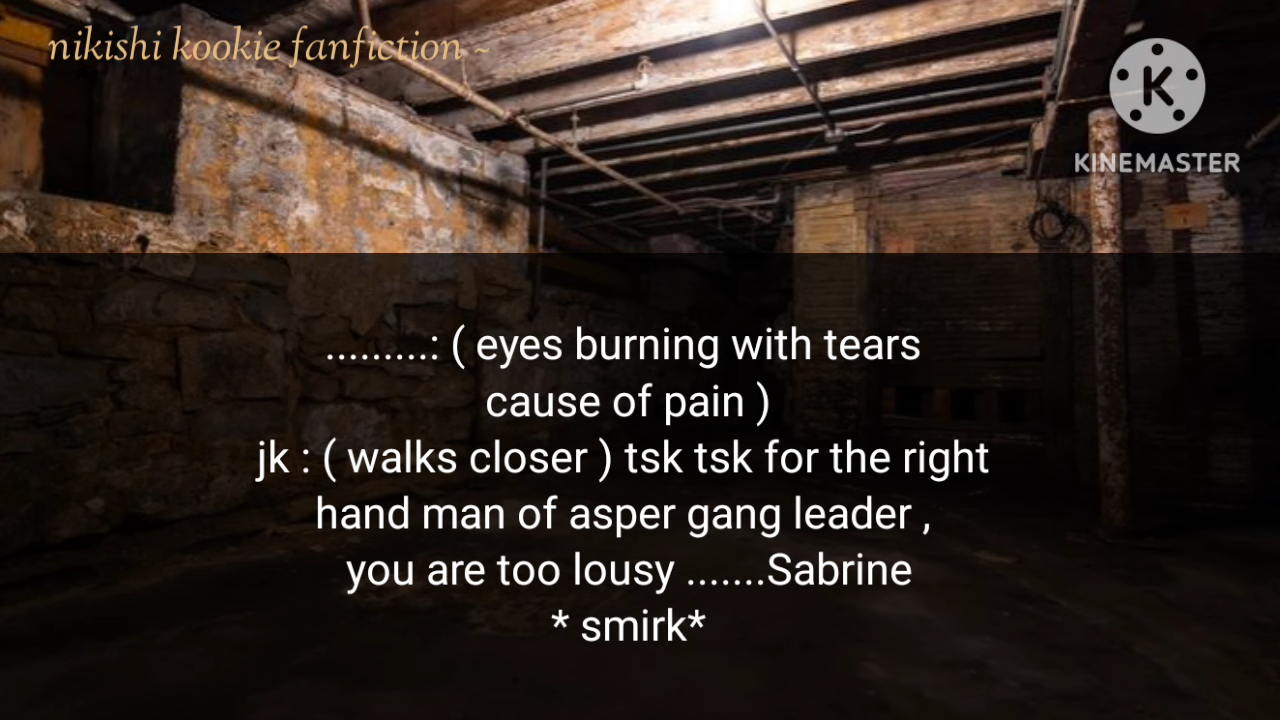 nikishi kookie fanfiction ~
K
KINEMASTER
.........: ( eyes burning with tears
cause of pain )
jk : ( walks closer ) tsk tsk for the right
hand man of asper gang leader ,
you are too lousy .......Sabrine
* smirk*